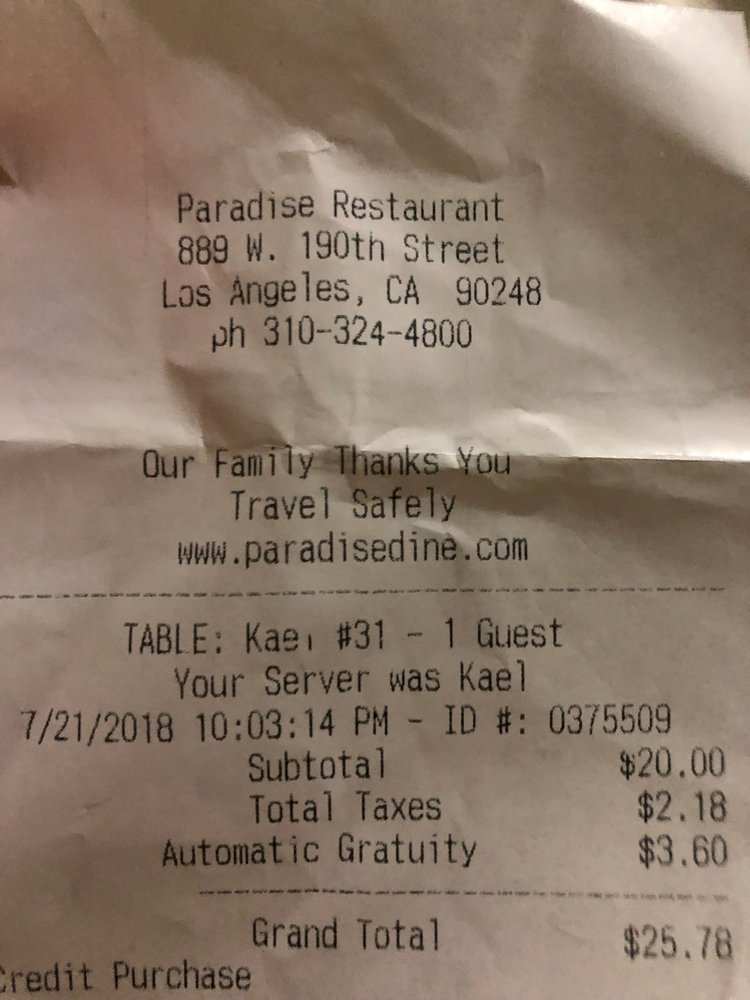 Paradise Restaurant
889 W. 190th Street
Los Angeles, CA 90248
ph 310-324-4800
Our Family Thanks You
Travel Safely
www.paradisedine.com
TABLE: Kael #31 - 1 Guest
Your Server was Kael
7/21/2018 10:03:14 PM - ID #: 0375509
Subtotal $20.00
Total Taxes $2.18
Automatic Gratuity $3.60
Grand Total $25.78
Credit Purchase